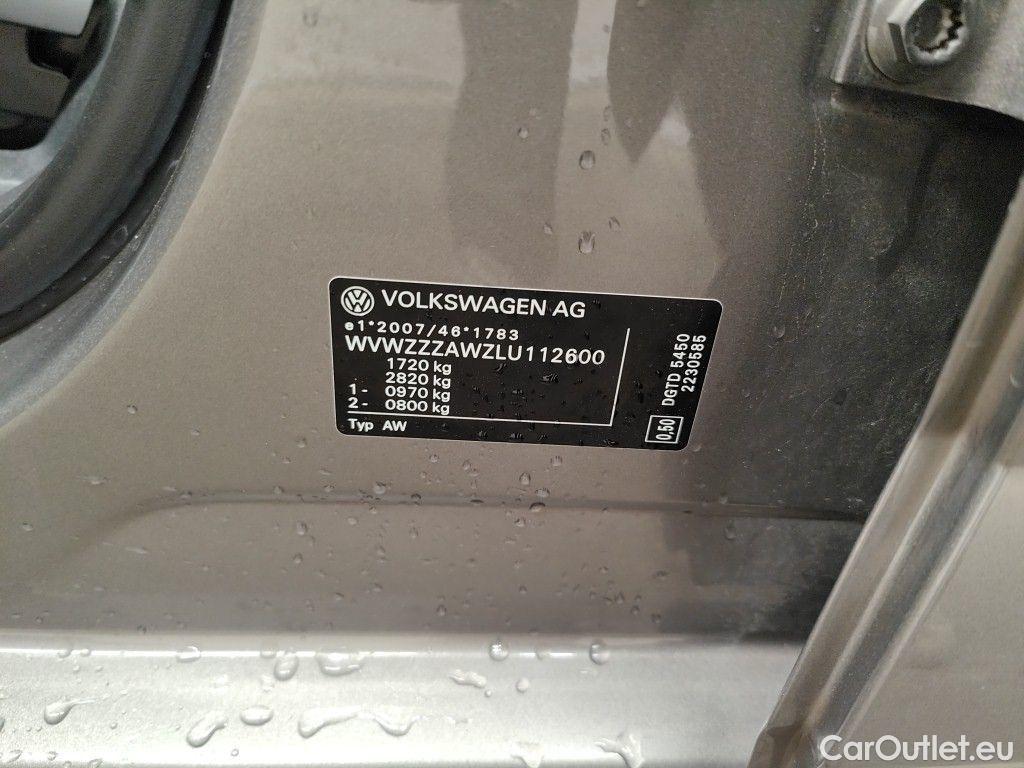 VOLKSWAGEN AG
e1*2007/46*1783
WVWZZZAWZLU112600
1720 kg
2820 kg
1- 0970 kg
2- 0800 kg
Typ AW
DGTD 5450
2230585
0,50
CarOutlet.eu